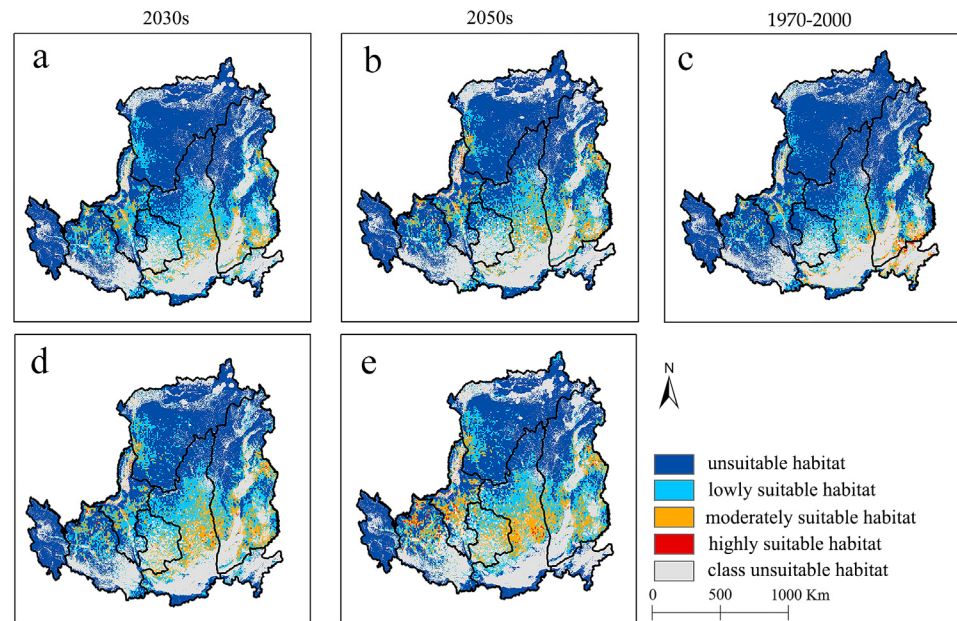 2030s
2050s
1970-2000
a
b
c
d
e
N
unsuitable habitat
lowly suitable habitat
moderately suitable habitat
highly suitable habitat
class unsuitable habitat
0 500 1000 Km